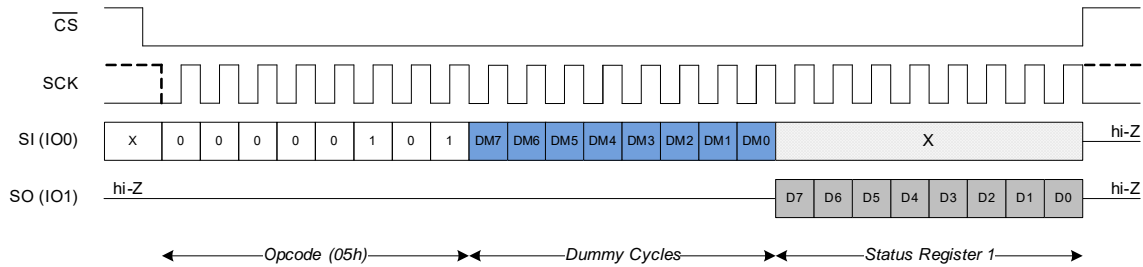 CS
SCK
SI (IO0) X 0 0 0 0 0 1 0 1 DM7 DM6 DM5 DM4 DM3 DM2 DM1 DM0 X hi-Z
SO (IO1) hi-Z D7 D6 D5 D4 D3 D2 D1 D0 hi-Z
Opcode (05h) Dummy Cycles Status Register 1